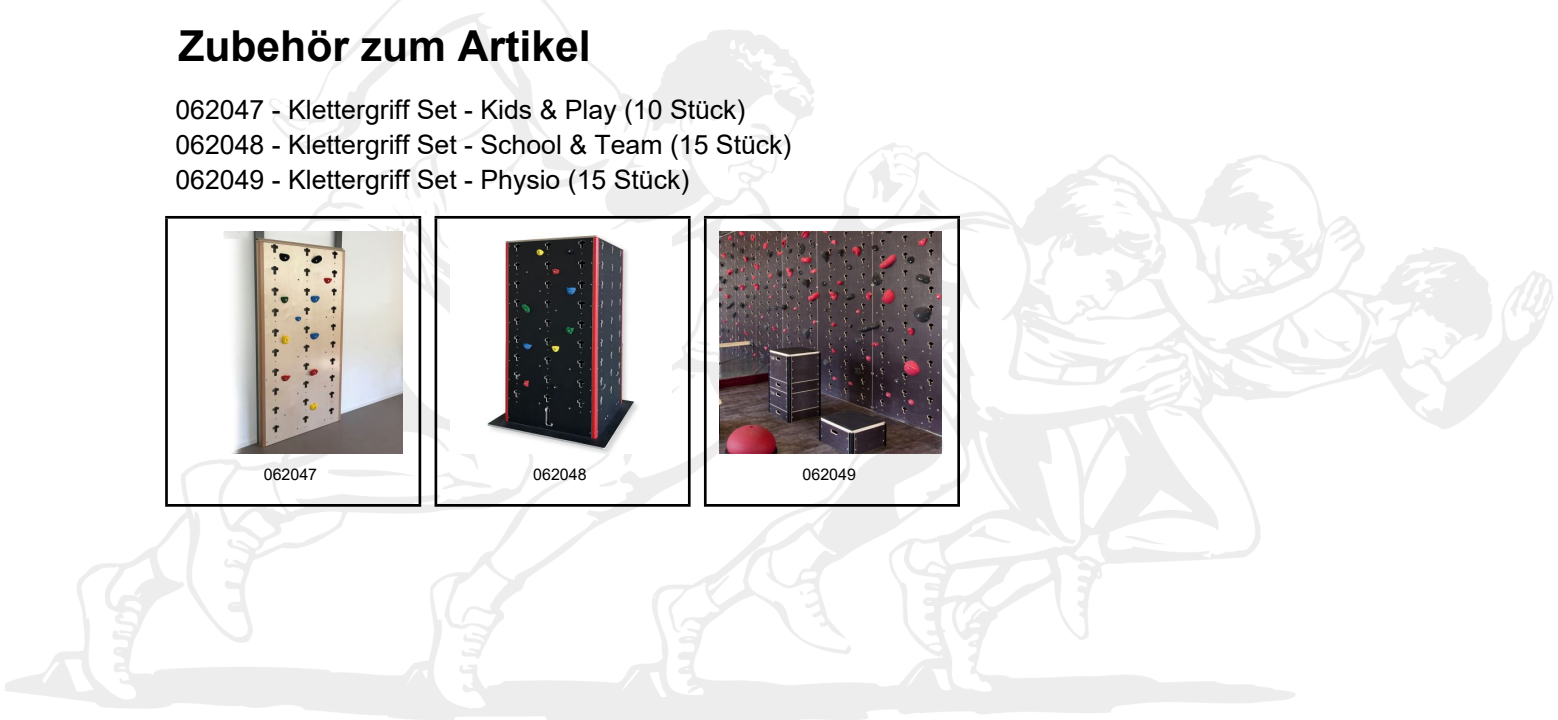 Zubehör zum Artikel
062047 - Klettergriff Set - Kids & Play (10 Stück)
062048 - Klettergriff Set - School & Team (15 Stück)
062049 - Klettergriff Set - Physio (15 Stück)
062047
062048
062049